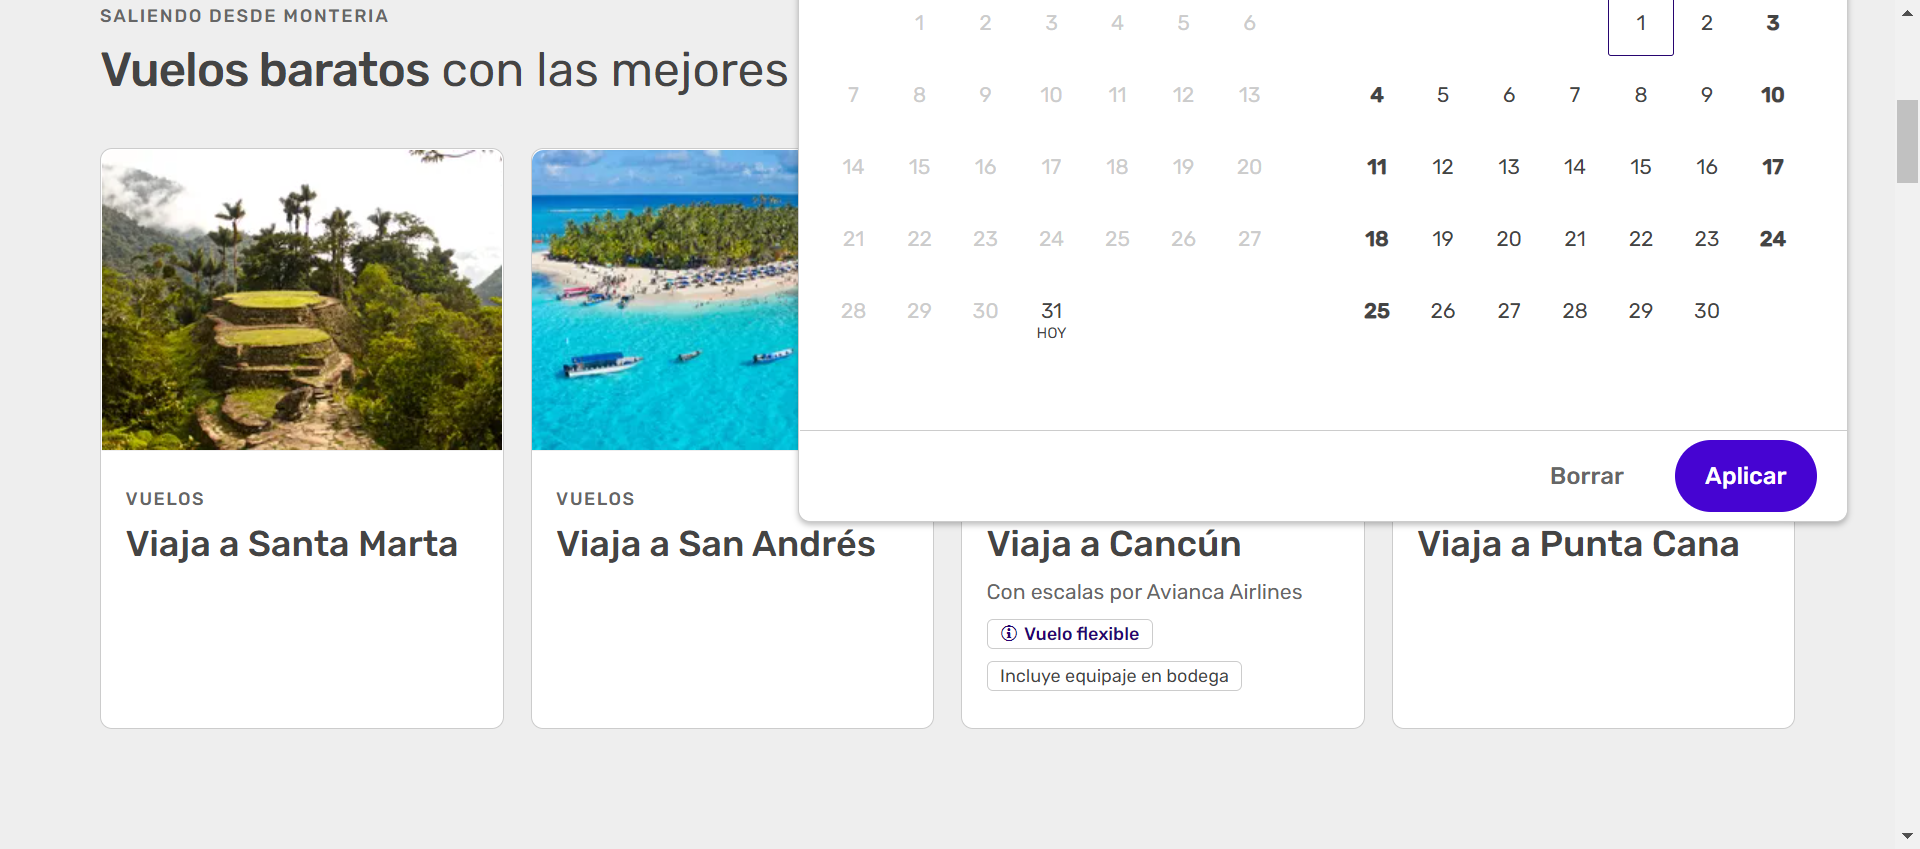 SALIENDO DESDE MONTERIA
Vuelos baratos con las mejores
1 2 3 4 5 6
7 8 9 10 11 12 13
14 15 16 17 18 19 20
21 22 23 24 25 26 27
28 29 30 31
HOY
1 2 3
4 5 6 7 8 9 10
11 12 13 14 15 16 17
18 19 20 21 22 23 24
25 26 27 28 29 30
Borrar
Aplicar
VUELOS
Viaja a Santa Marta
VUELOS
Viaja a San Andrés
Viaja a Cancún
Con escalas por Avianca Airlines
Vuelo flexible
Incluye equipaje en bodega
Viaja a Punta Cana